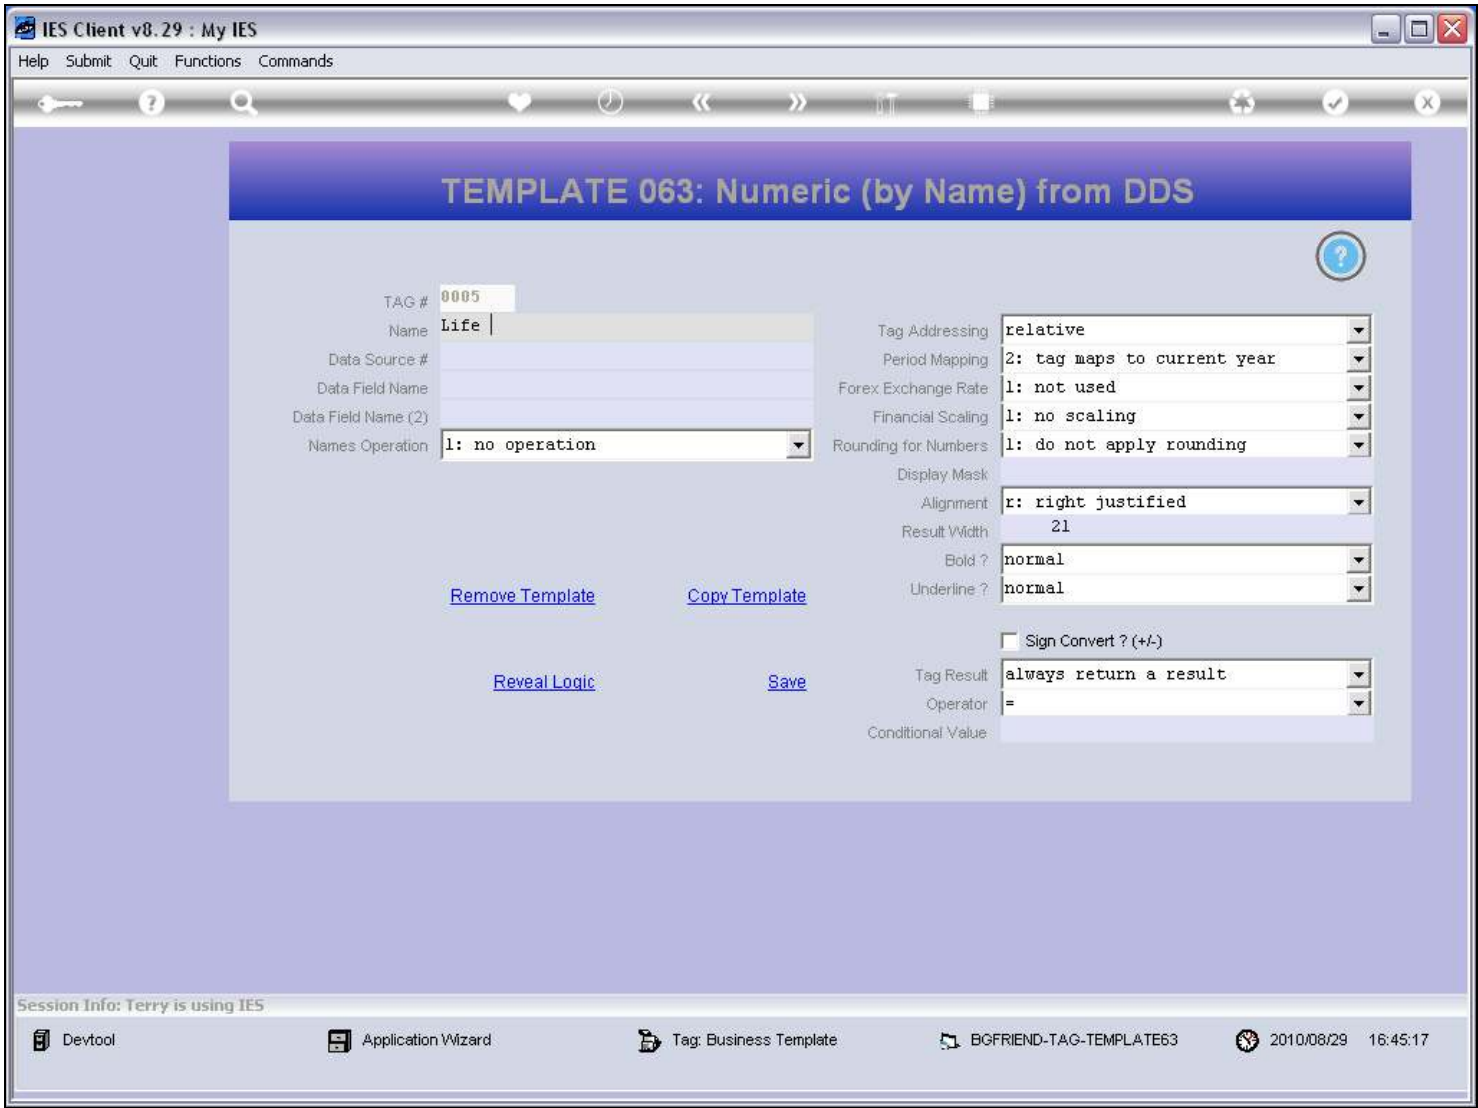 IES Client v8.29 : My IES
Help Submit Quit Functions Commands
TEMPLATE 063: Numeric (by Name) from DDS
TAG # 0005
Name Life
Data Source #
Data Field Name
Data Field Name (2)
Names Operation 1: no operation
Tag Addressing relative
Period Mapping 2: tag maps to current year
Forex Exchange Rate 1: not used
Financial Scaling 1: no scaling
Rounding for Numbers 1: do not apply rounding
Display Mask
Alignment r: right justified
Result Width 21
Bold ? normal
Underline ? normal
Remove Template Copy Template
Sign Convert ? (+/-)
Reveal Logic Save
Tag Result always return a result
Operator =
Conditional Value
Session Info: Terry is using IES
Devtool Application Wizard Tag: Business Template BGFRIEND-TAG-TEMPLATE63 2010/08/29 16:45:17